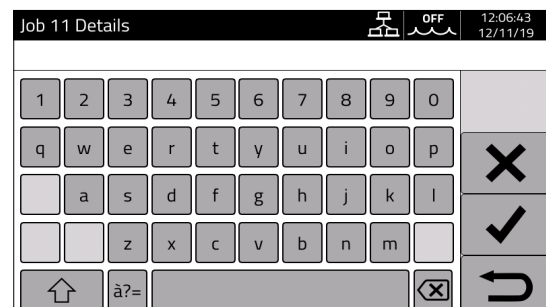 Job 11 Details
OFF
12:06:43
12/11/19
1 2 3 4 5 6 7 8 9 0
q w e r t y u i o p
a s d f g h j k l
z x c v b n m
à?=